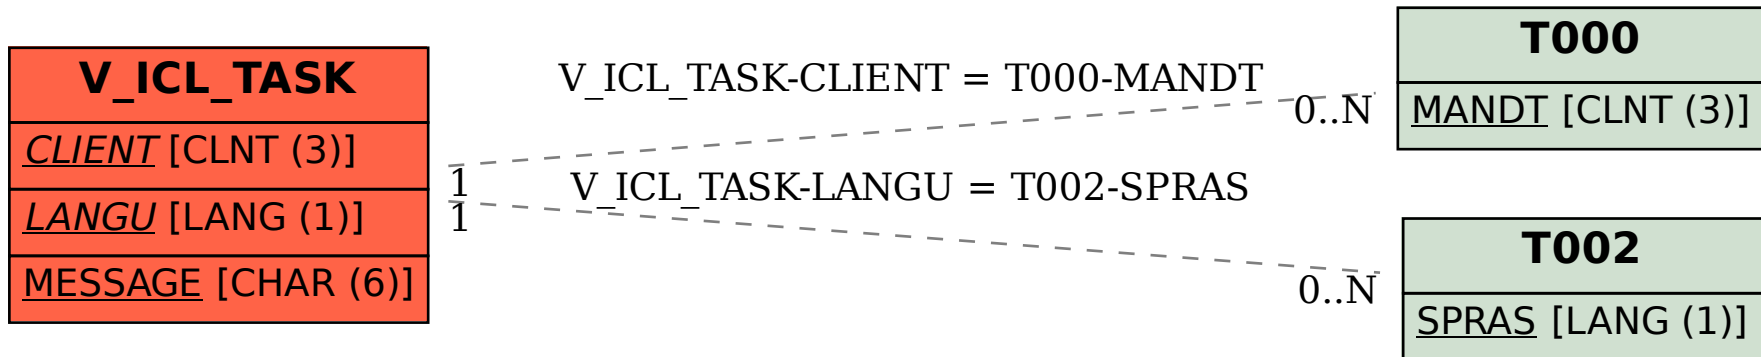 V_ICL_TASK
CLIENT [CLNT (3)]
LANGU [LANG (1)]
MESSAGE [CHAR (6)]
V_ICL_TASK-CLIENT = T000-MANDT
0..N
1
V_ICL_TASK-LANGU = T002-SPRAS
1
0..N
T000
MANDT [CLNT (3)]
T002
SPRAS [LANG (1)]